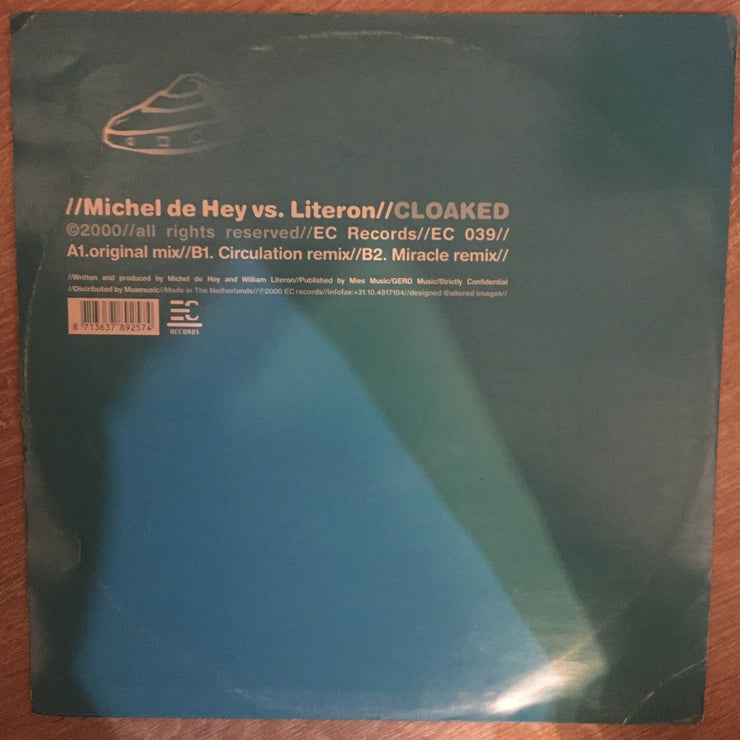 //Michel de Hey vs. Literon//CLOAKED
©2000//all rights reserved//EC Records//EC 039//
A1.original mix//B1. Circulation remix//B2. Miracle remix//
//Written and produced by Michel de Hey and William Literon//Published by Mies Music/GERD Music/Strictly Confidential
//Distributed by Moxmusic//Made in The Netherlands//℗2000 EC records//infofax:+31.10.4817104//designed @altered images//
8 713637 892574
EC
RECORDS